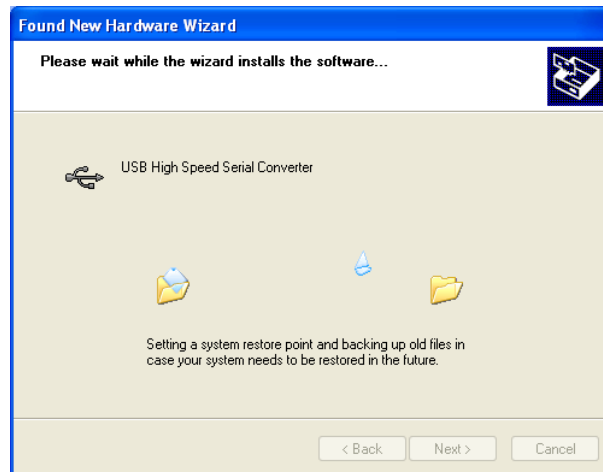 Found New Hardware Wizard
Please wait while the wizard installs the software...
USB High Speed Serial Converter
Setting a system restore point and backing up old files in
case your system needs to be restored in the future.
< Back
Next >
Cancel